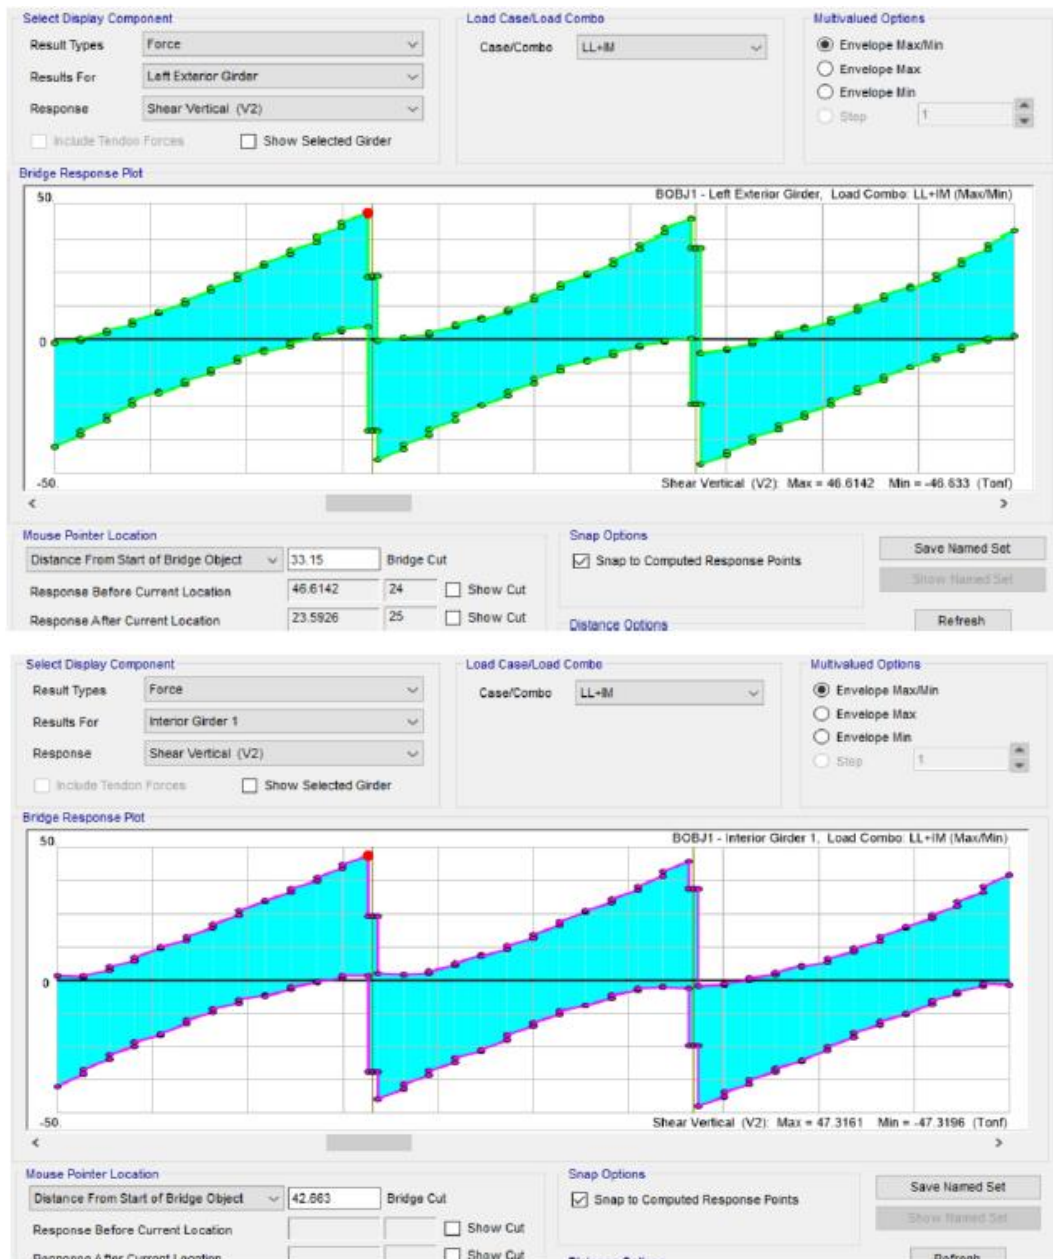 Select Display Component
Load Case/Load Combo
Multivalued Options
Result Types Force
Case/Combo LL+IM
Envelope Max/Min
Results For Left Exterior Girder
Envelope Max
Response Shear Vertical (V2)
Envelope Min
Include Tendon Forces Show Selected Girder
Step 1
Bridge Response Plot
50.
BOBJ1 - Left Exterior Girder, Load Combo: LL+IM (Max/Min)
0
-50.
Shear Vertical (V2): Max = 46.6142 Min = -46.633 (Tonf)
< >
Mouse Pointer Location
Snap Options
Distance From Start of Bridge Object 33.15 Bridge Cut
Snap to Computed Response Points
Save Named Set
Response Before Current Location 46.6142 24 Show Cut
Show Named Set
Response After Current Location 23.5926 25 Show Cut
Distance Options
Refresh
Select Display Component
Load Case/Load Combo
Multivalued Options
Result Types Force
Case/Combo LL+IM
Envelope Max/Min
Results For Interior Girder 1
Envelope Max
Response Shear Vertical (V2)
Envelope Min
Include Tendon Forces Show Selected Girder
Step 1
Bridge Response Plot
50.
BOBJ1 - Interior Girder 1, Load Combo: LL+IM (Max/Min)
0
-50.
Shear Vertical (V2): Max = 47.3161 Min = -47.3196 (Tonf)
< >
Mouse Pointer Location
Snap Options
Distance From Start of Bridge Object 42.663 Bridge Cut
Snap to Computed Response Points
Save Named Set
Response Before Current Location Show Cut
Show Named Set
Response After Current Location Show Cut
Refresh